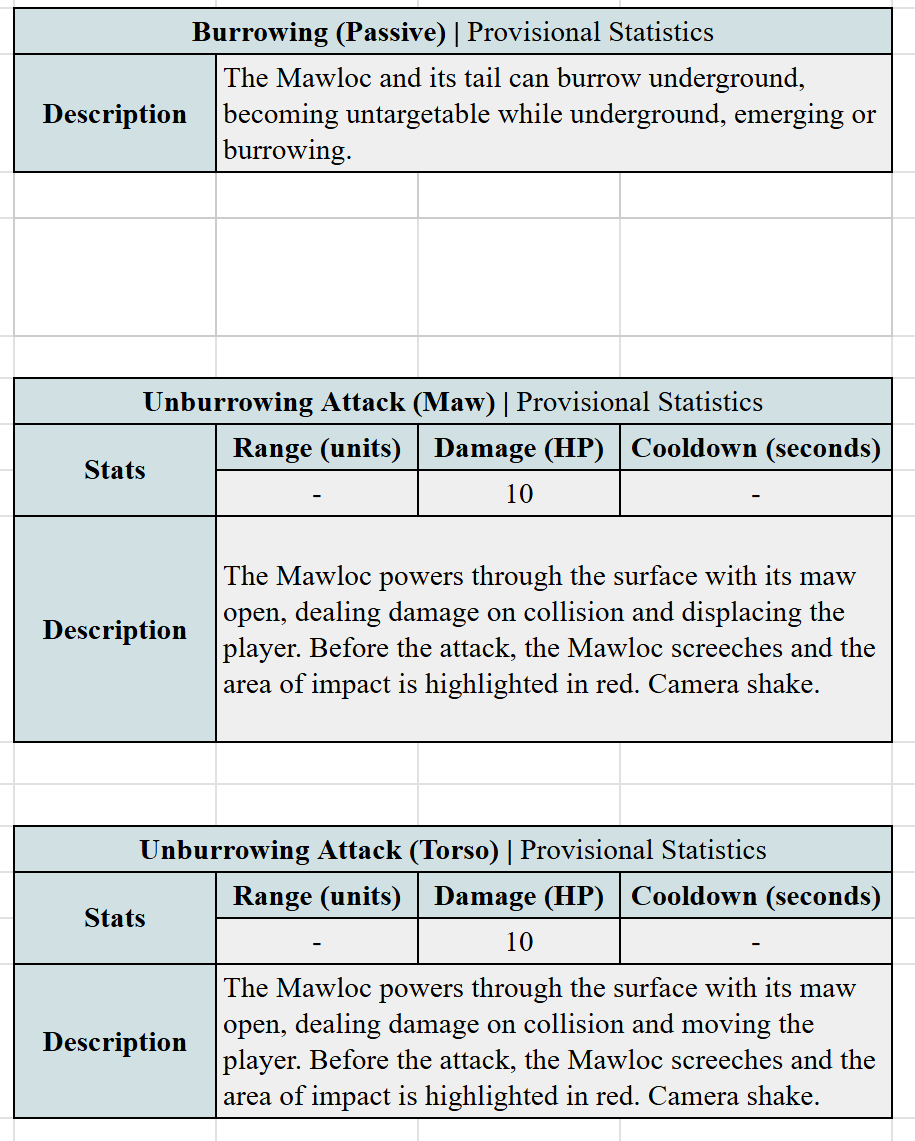 Burrowing (Passive) | Provisional Statistics
Description
The Mawloc and its tail can burrow underground,
becoming untargetable while underground, emerging or
burrowing.
Unburrowing Attack (Maw) | Provisional Statistics
Stats
Range (units) Damage (HP) Cooldown (seconds)
- 10 -
Description
The Mawloc powers through the surface with its maw
open, dealing damage on collision and displacing the
player. Before the attack, the Mawloc screeches and the
area of impact is highlighted in red. Camera shake.
Unburrowing Attack (Torso) | Provisional Statistics
Stats
Range (units) Damage (HP) Cooldown (seconds)
- 10 -
Description
The Mawloc powers through the surface with its maw
open, dealing damage on collision and moving the
player. Before the attack, the Mawloc screeches and the
area of impact is highlighted in red. Camera shake.